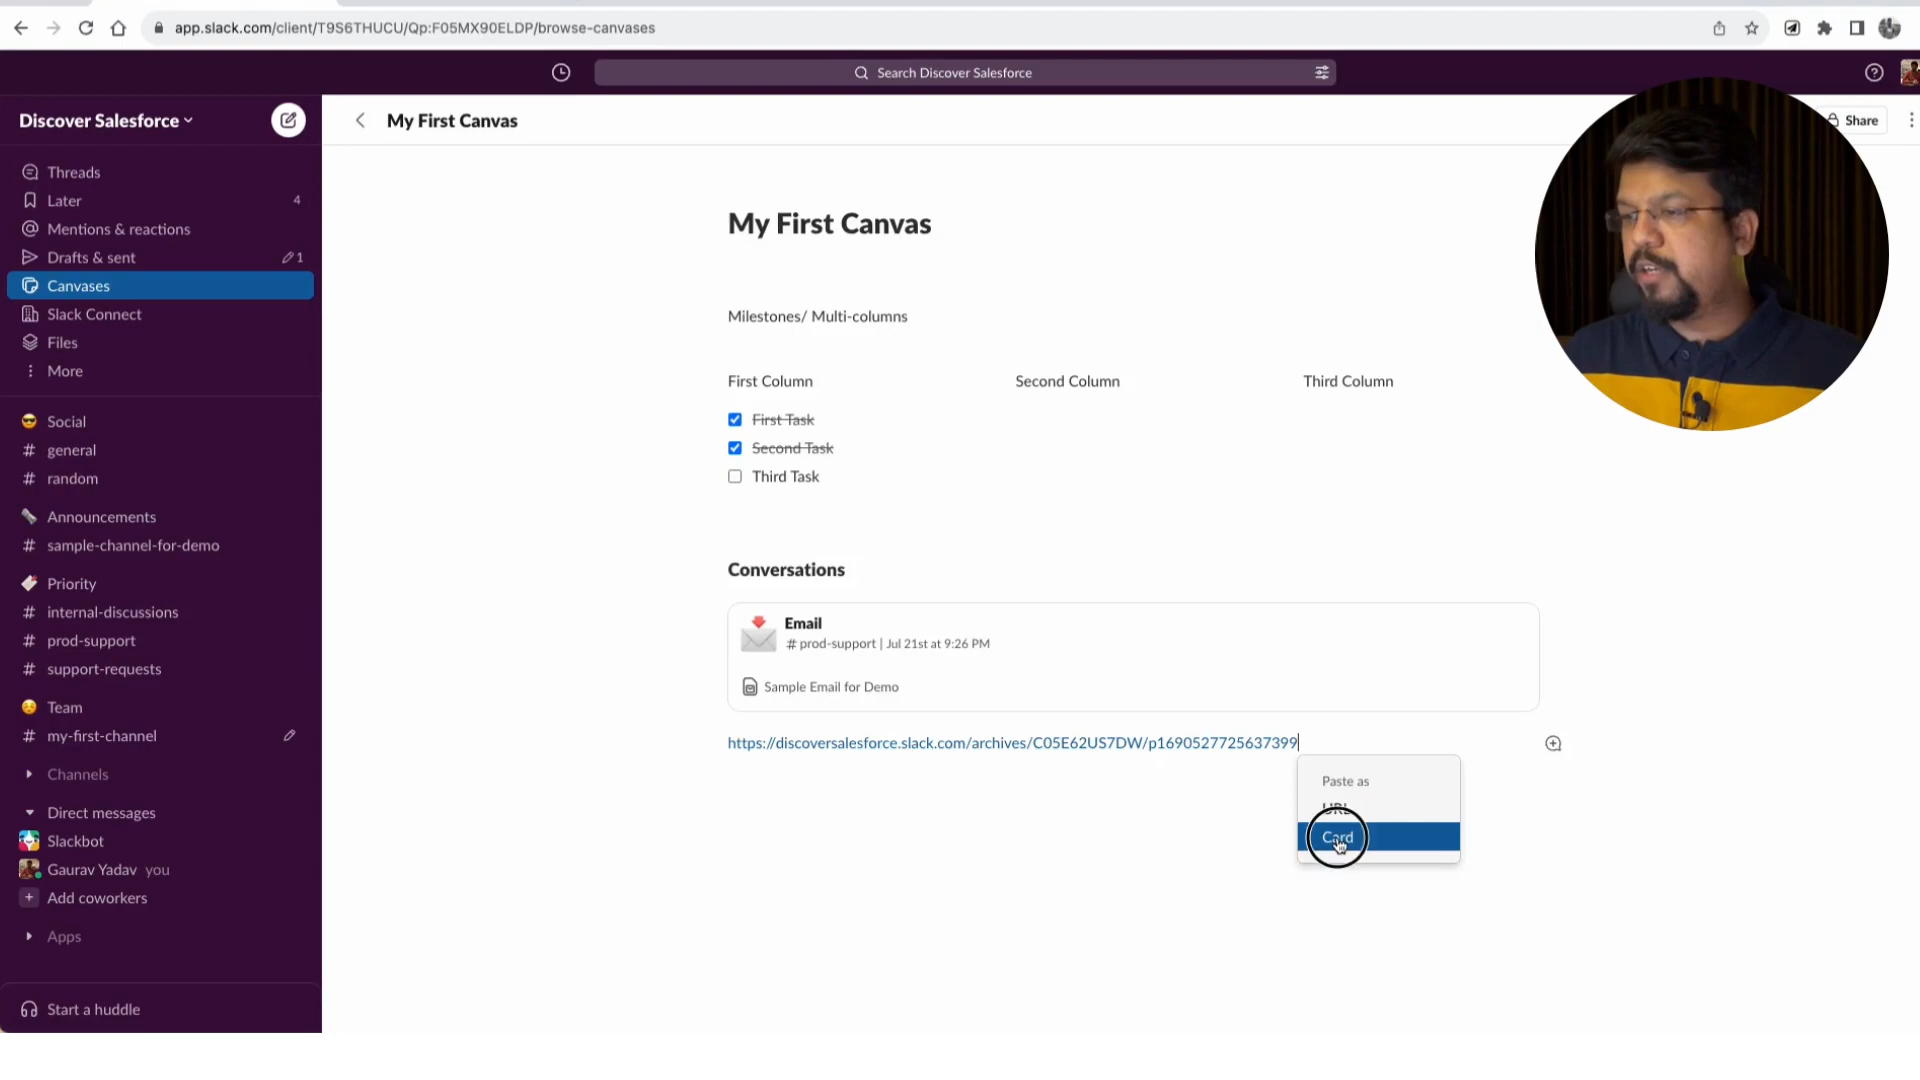 app.slack.com/client/T9S6THUCU/Qp:F05MX90ELDP/browse-canvases
Search Discover Salesforce
Discover Salesforce
My First Canvas
Share
Threads
Later 4
Mentions & reactions
Drafts & sent 1
Canvases
Slack Connect
Files
More
Social
# general
# random
Announcements
# sample-channel-for-demo
Priority
# internal-discussions
# prod-support
# support-requests
Team
# my-first-channel
Channels
Direct messages
Slackbot
Gaurav Yadav you
+ Add coworkers
Apps
Start a huddle
My First Canvas
Milestones/ Multi-columns
First Column Second Column Third Column
First Task
Second Task
Third Task
Conversations
Email
# prod-support | Jul 21st at 9:26 PM
Sample Email for Demo
https://discoversalesforce.slack.com/archives/C05E62US7DW/p1690527725637399
Paste as
URL
Card